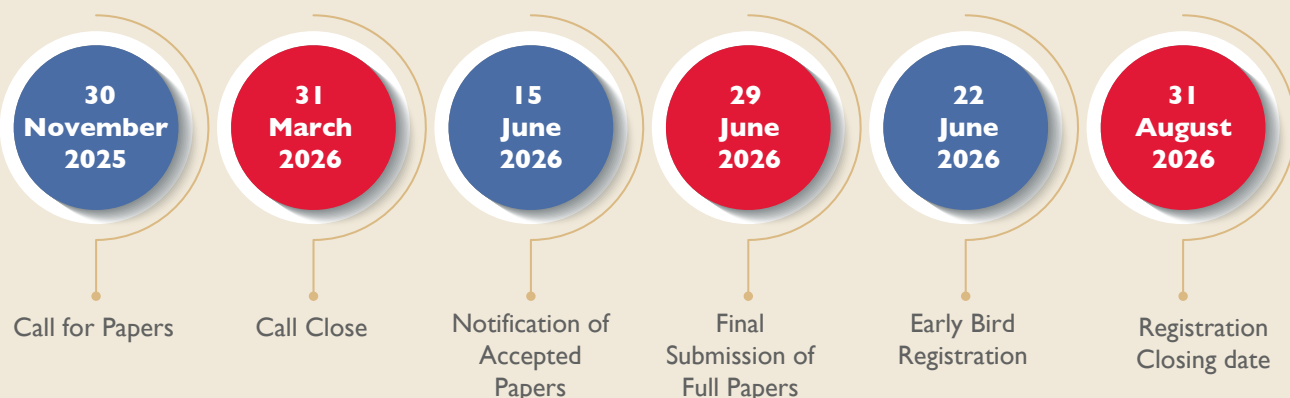 30
November
2025
31
March
2026
15
June
2026
29
June
2026
22
June
2026
31
August
2026
Call for Papers
Call Close
Notification of
Accepted
Papers
Final
Submission of
Full Papers
Early Bird
Registration
Registration
Closing date